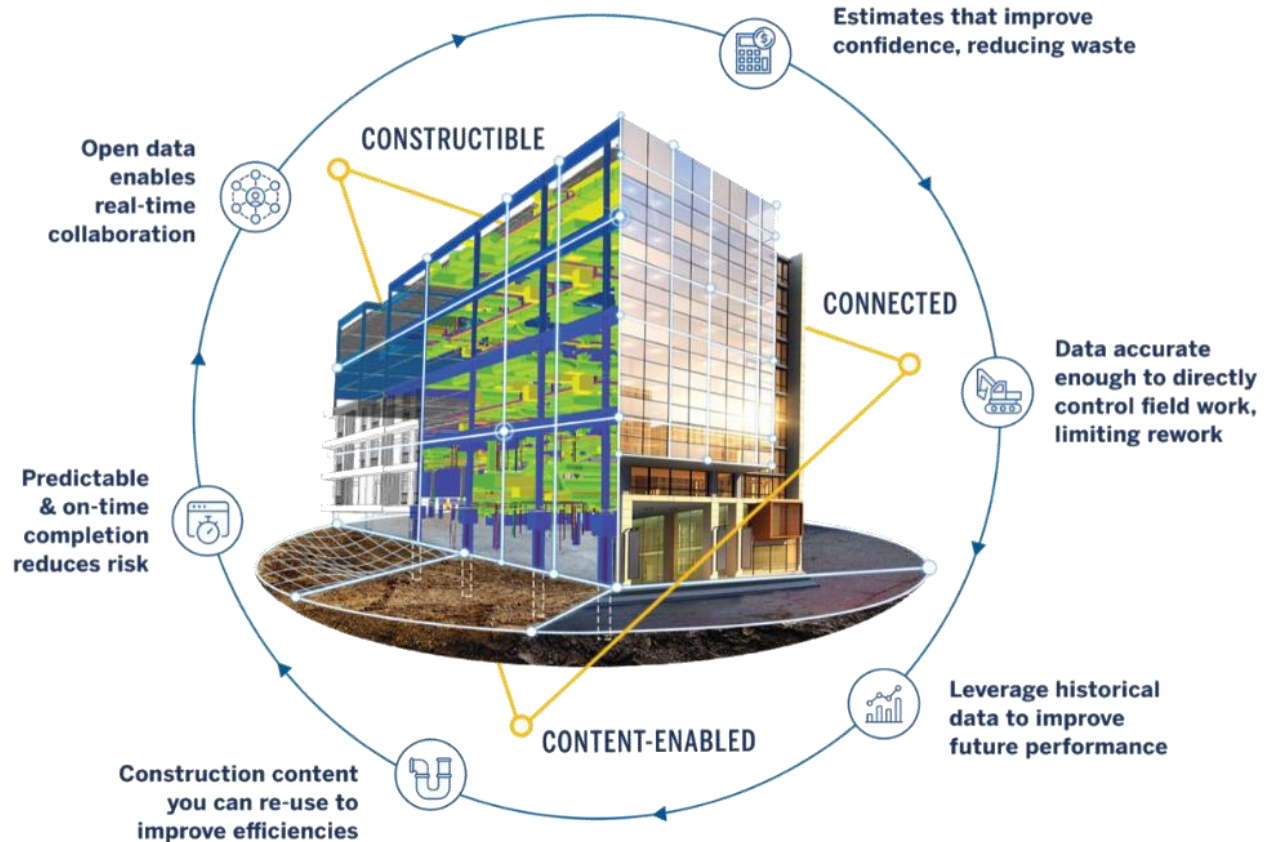 Estimates that improve
confidence, reducing waste
CONSTRUCTIBLE
Open data
enables
real-time
collaboration
CONNECTED
Data accurate
enough to directly
control field work,
limiting rework
Predictable
& on-time
completion
reduces risk
Leverage historical
data to improve
future performance
CONTENT-ENABLED
Construction content
you can re-use to
improve efficiencies